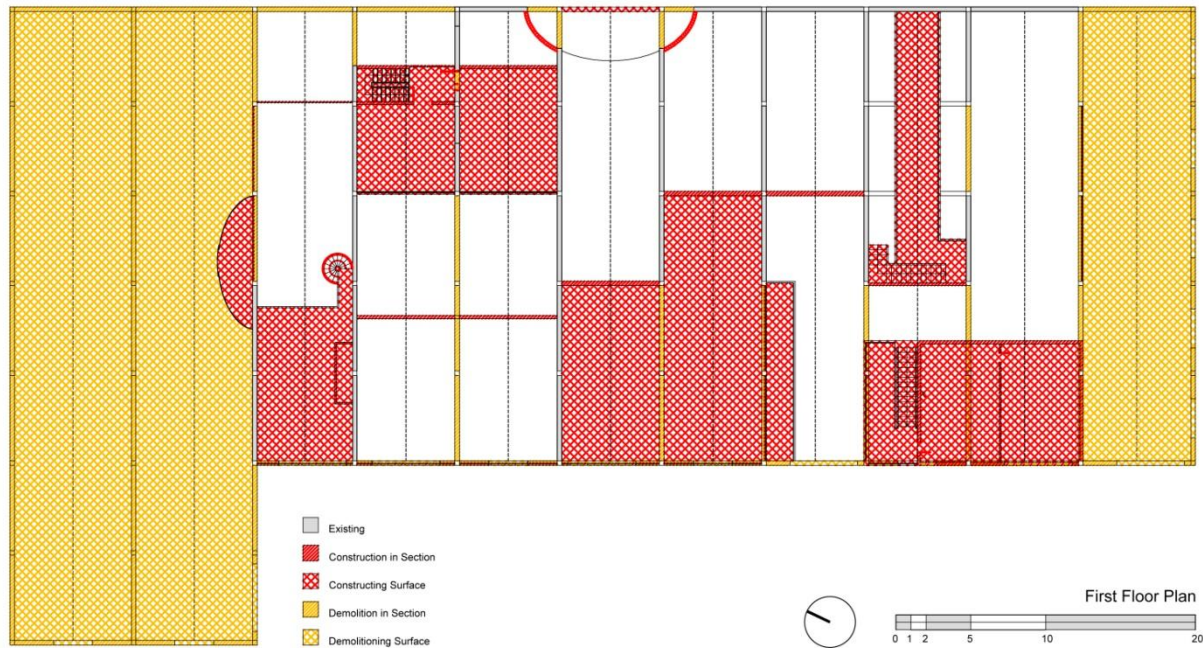 Existing
Construction in Section
Constructing Surface
Demolition in Section
Demolitioning Surface
First Floor Plan
0 1 2 5 10 20